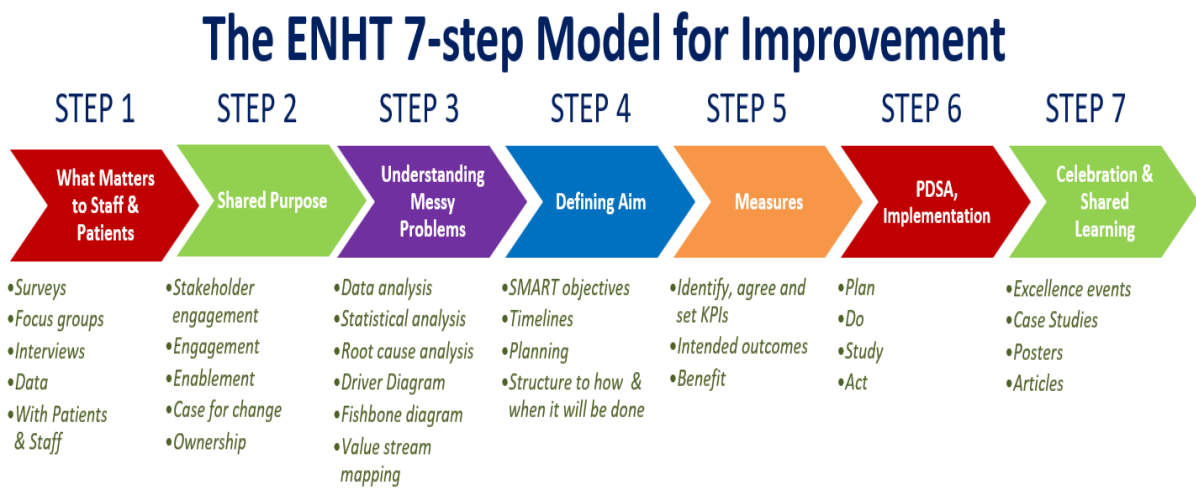 The ENHT 7-step Model for Improvement
STEP 1
What Matters
to Staff &
Patients
•Surveys
•Focus groups
•Interviews
•Data
•With Patients
& Staff
STEP 2
Shared Purpose
•Stakeholder
engagement
•Engagement
•Enablement
•Case for change
•Ownership
STEP 3
Understanding
Messy
Problems
•Data analysis
•Statistical analysis
•Root cause analysis
•Driver Diagram
•Fishbone diagram
•Value stream
mapping
STEP 4
Defining Aim
•SMART objectives
•Timelines
•Planning
•Structure to how &
when it will be done
STEP 5
Measures
•Identify, agree and
set KPIs
•Intended outcomes
•Benefit
STEP 6
PDSA,
Implementation
•Plan
•Do
•Study
•Act
STEP 7
Celebration &
Shared
Learning
•Excellence events
•Case Studies
•Posters
•Articles